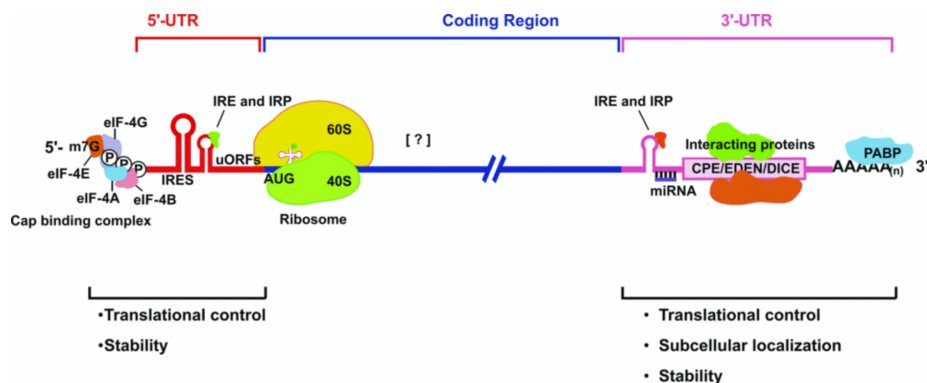 5'-UTR
Coding Region
3'-UTR
IRE and IRP
IRE and IRP
eIF-4G
60S
[ ? ]
Interacting proteins
5'- m7G
P
P
P
uORFs
PABP
eIF-4E
IRES
AUG
40S
CPE/EDEN/DICE
AAAAA(n)
3'
eIF-4A
eIF-4B
miRNA
Cap binding complex
Ribosome
•Translational control
•Stability
• Translational control
• Subcellular localization
• Stability